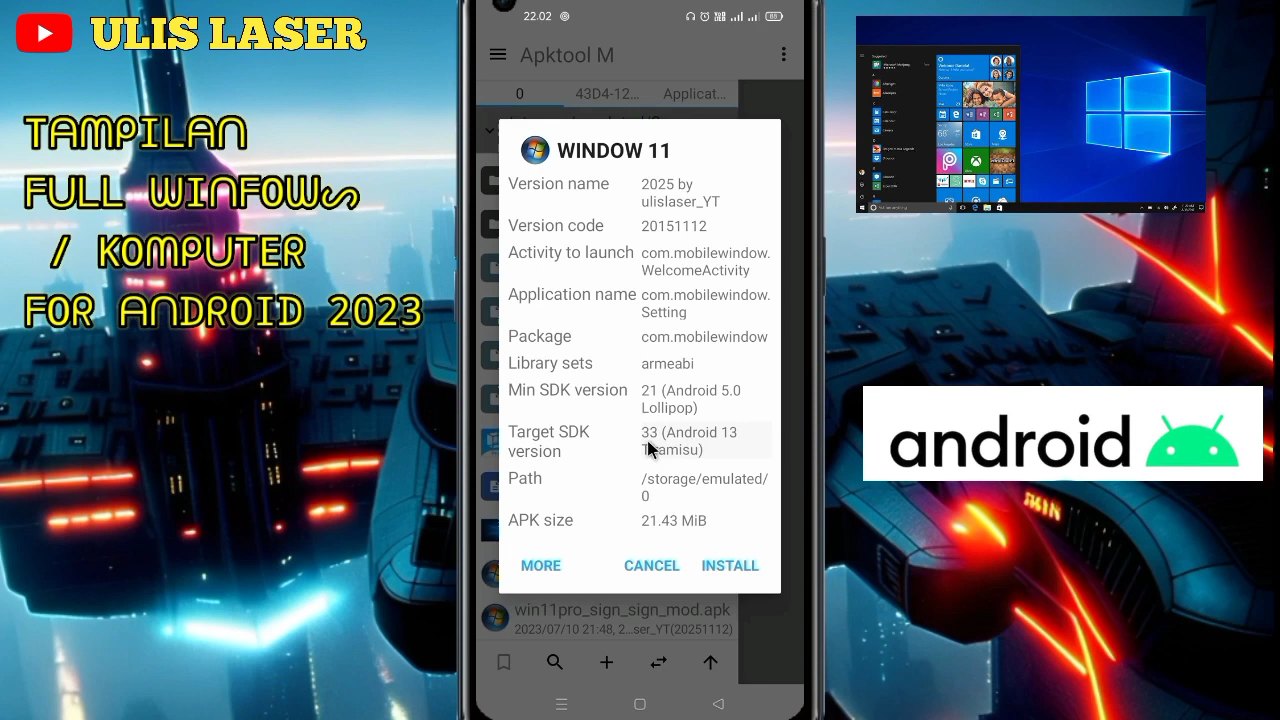 ULIS LASER
TAMPILAN
FULL WINFOWs
/ KOMPUTER
FOR ANDROID 2023
22.02
Apktool M
0
43D4-12...
Applicat...
WINDOW 11
Version name
2025 by
ulislaser_YT
Version code
20151112
Activity to launch
com.mobilewindow.
WelcomeActivity
Application name
com.mobilewindow.
Setting
Package
com.mobilewindow
Library sets
armeabi
Min SDK version
21 (Android 5.0
Lollipop)
Target SDK
version
33 (Android 13
Path
/storage/emulated/
0
APK size
21.43 MiB
MORE
CANCEL
INSTALL
win11pro_sign_sign_mod.apk
2023/07/10 21:48, 2...ser_YT(20251112)
android